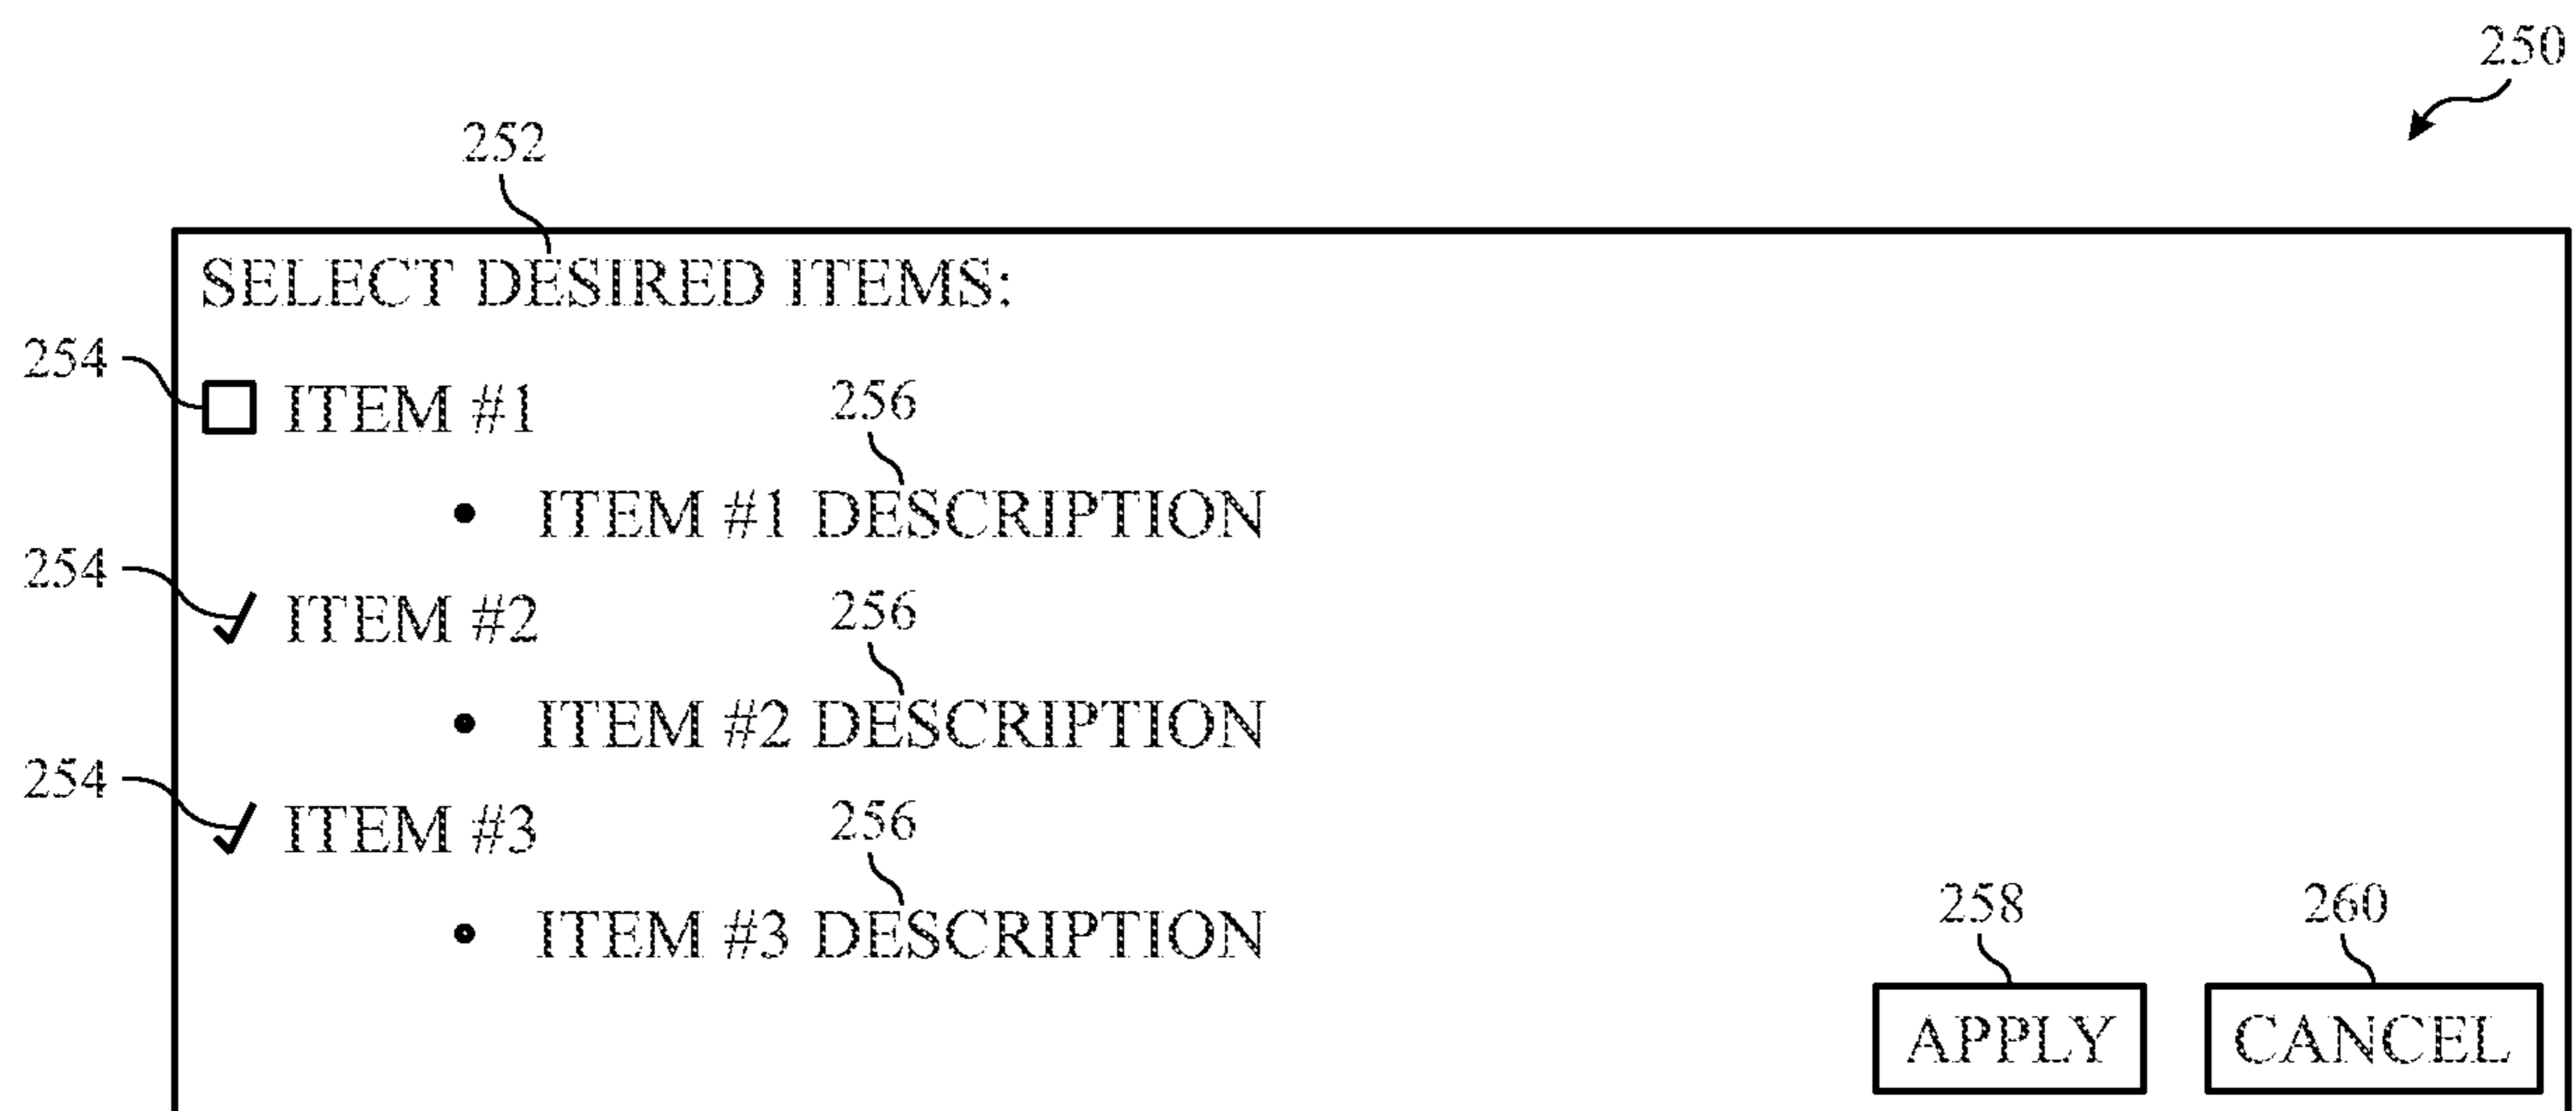 250
252
SELECT DESIRED ITEMS:
254
ITEM #1
256
• ITEM #1 DESCRIPTION
254
ITEM #2
256
• ITEM #2 DESCRIPTION
254
ITEM #3
256
• ITEM #3 DESCRIPTION
258 260
APPLY CANCEL